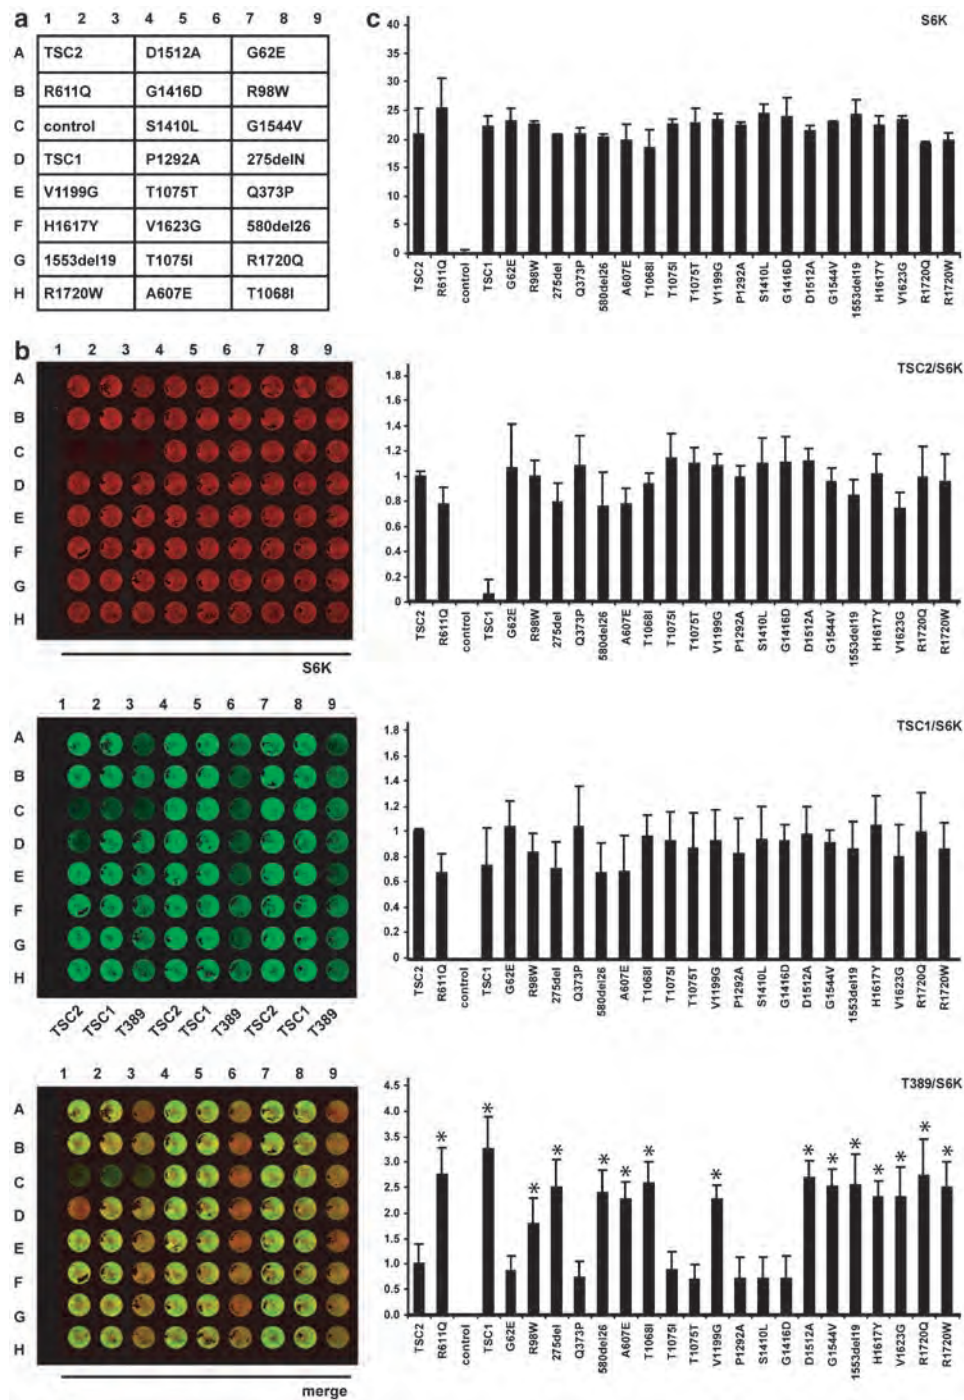 a
1 2 3 4 5 6 7 8 9
A TSC2 D1512A G62E
B R611Q G1416D R98W
C control S1410L G1544V
D TSC1 P1292A 275delN
E V1199G T1075T Q373P
F H1617Y V1623G 580del26
G 1553del19 T1075I R1720Q
H R1720W A607E T1068I
b
1 2 3 4 5 6 7 8 9
A
B
C
D
E
F
G
H
S6K
1 2 3 4 5 6 7 8 9
A
B
C
D
E
F
G
H
TSC2 TSC1 T389 TSC2 TSC1 T389 TSC2 TSC1 T389
1 2 3 4 5 6 7 8 9
A
B
C
D
E
F
G
H
merge
c
S6K
40
35
30
25
20
15
10
5
0
TSC2 R611Q control TSC1 G62E R98W 275del Q373P 580del26 A607E T1068I T1075I T1075T V1199G P1292A S1410L G1416D D1512A G1544V 1553del19 H1617Y V1623G R1720Q R1720W
TSC2/S6K
1.8
1.6
1.4
1.2
1
0.8
0.6
0.4
0.2
0
TSC2 R611Q control TSC1 G62E R98W 275del Q373P 580del26 A607E T1068I T1075I T1075T V1199G P1292A S1410L G1416D D1512A G1544V 1553del19 H1617Y V1623G R1720Q R1720W
TSC1/S6K
1.8
1.6
1.4
1.2
1
0.8
0.6
0.4
0.2
0
TSC2 R611Q control TSC1 G62E R98W 275del Q373P 580del26 A607E T1068I T1075I T1075T V1199G P1292A S1410L G1416D D1512A G1544V 1553del19 H1617Y V1623G R1720Q R1720W
T389/S6K
4.5
4.0
3.5
3.0
2.5
2.0
1.5
1.0
0.5
0.0
* * * * * * * * * * * * * * *
TSC2 R611Q control TSC1 G62E R98W 275del Q373P 580del26 A607E T1068I T1075I T1075T V1199G P1292A S1410L G1416D D1512A G1544V 1553del19 H1617Y V1623G R1720Q R1720W